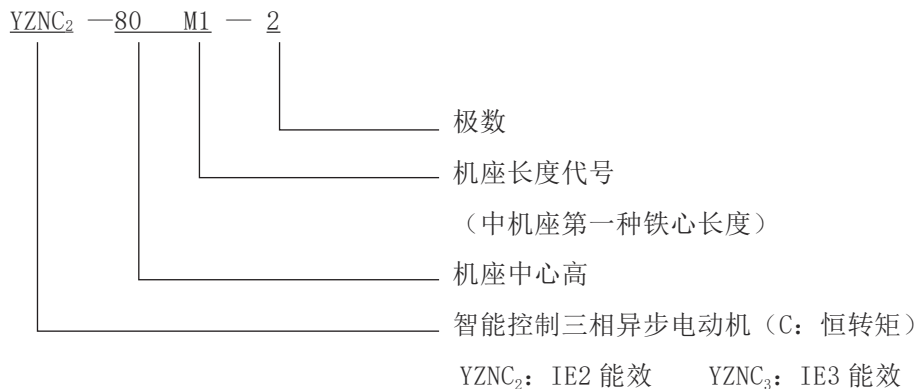 YZNC₂ —80 M1 — 2
极数
机座长度代号
（中机座第一种铁心长度）
机座中心高
智能控制三相异步电动机（C：恒转矩）
YZNC₂：IE2 能效 YZNC₃：IE3 能效